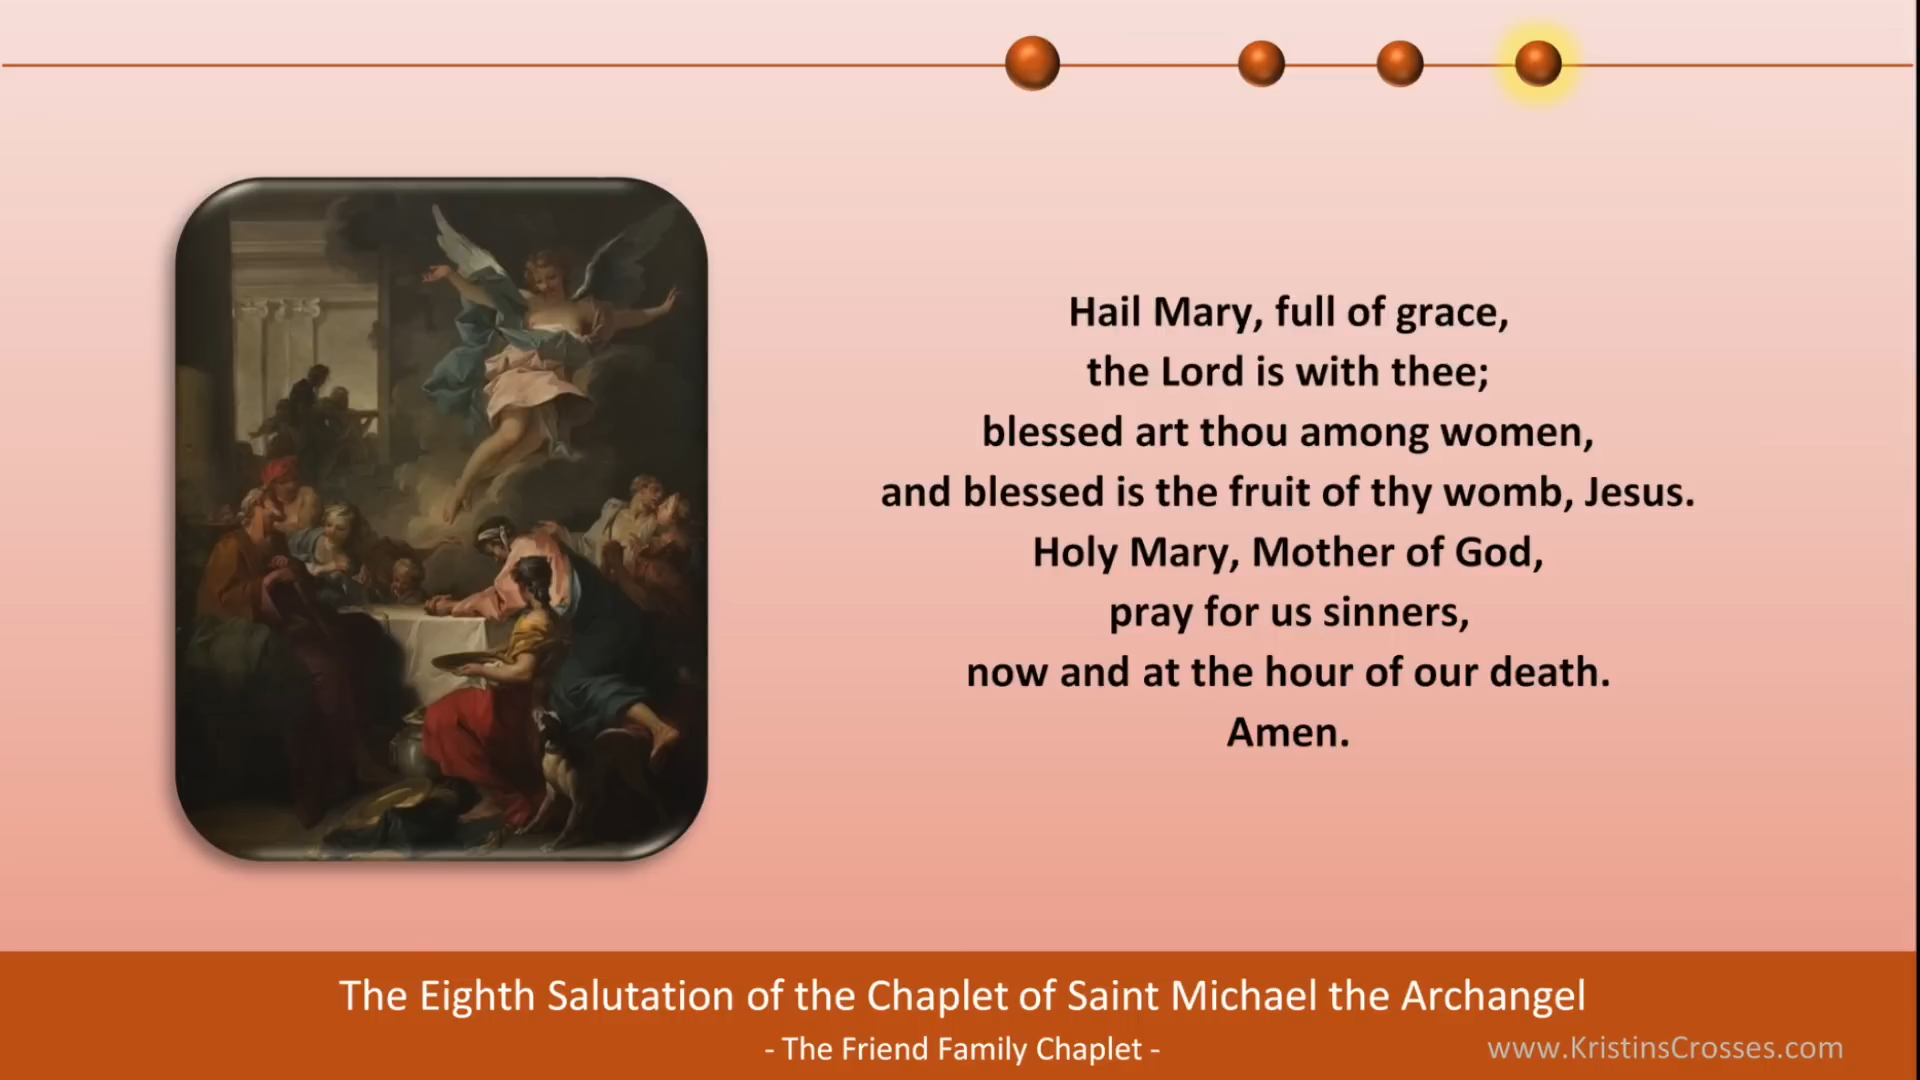 Hail Mary, full of grace,
the Lord is with thee;
blessed art thou among women,
and blessed is the fruit of thy womb, Jesus.
Holy Mary, Mother of God,
pray for us sinners,
now and at the hour of our death.
Amen.
The Eighth Salutation of the Chaplet of Saint Michael the Archangel
- The Friend Family Chaplet -
www.KristinsCrosses.com